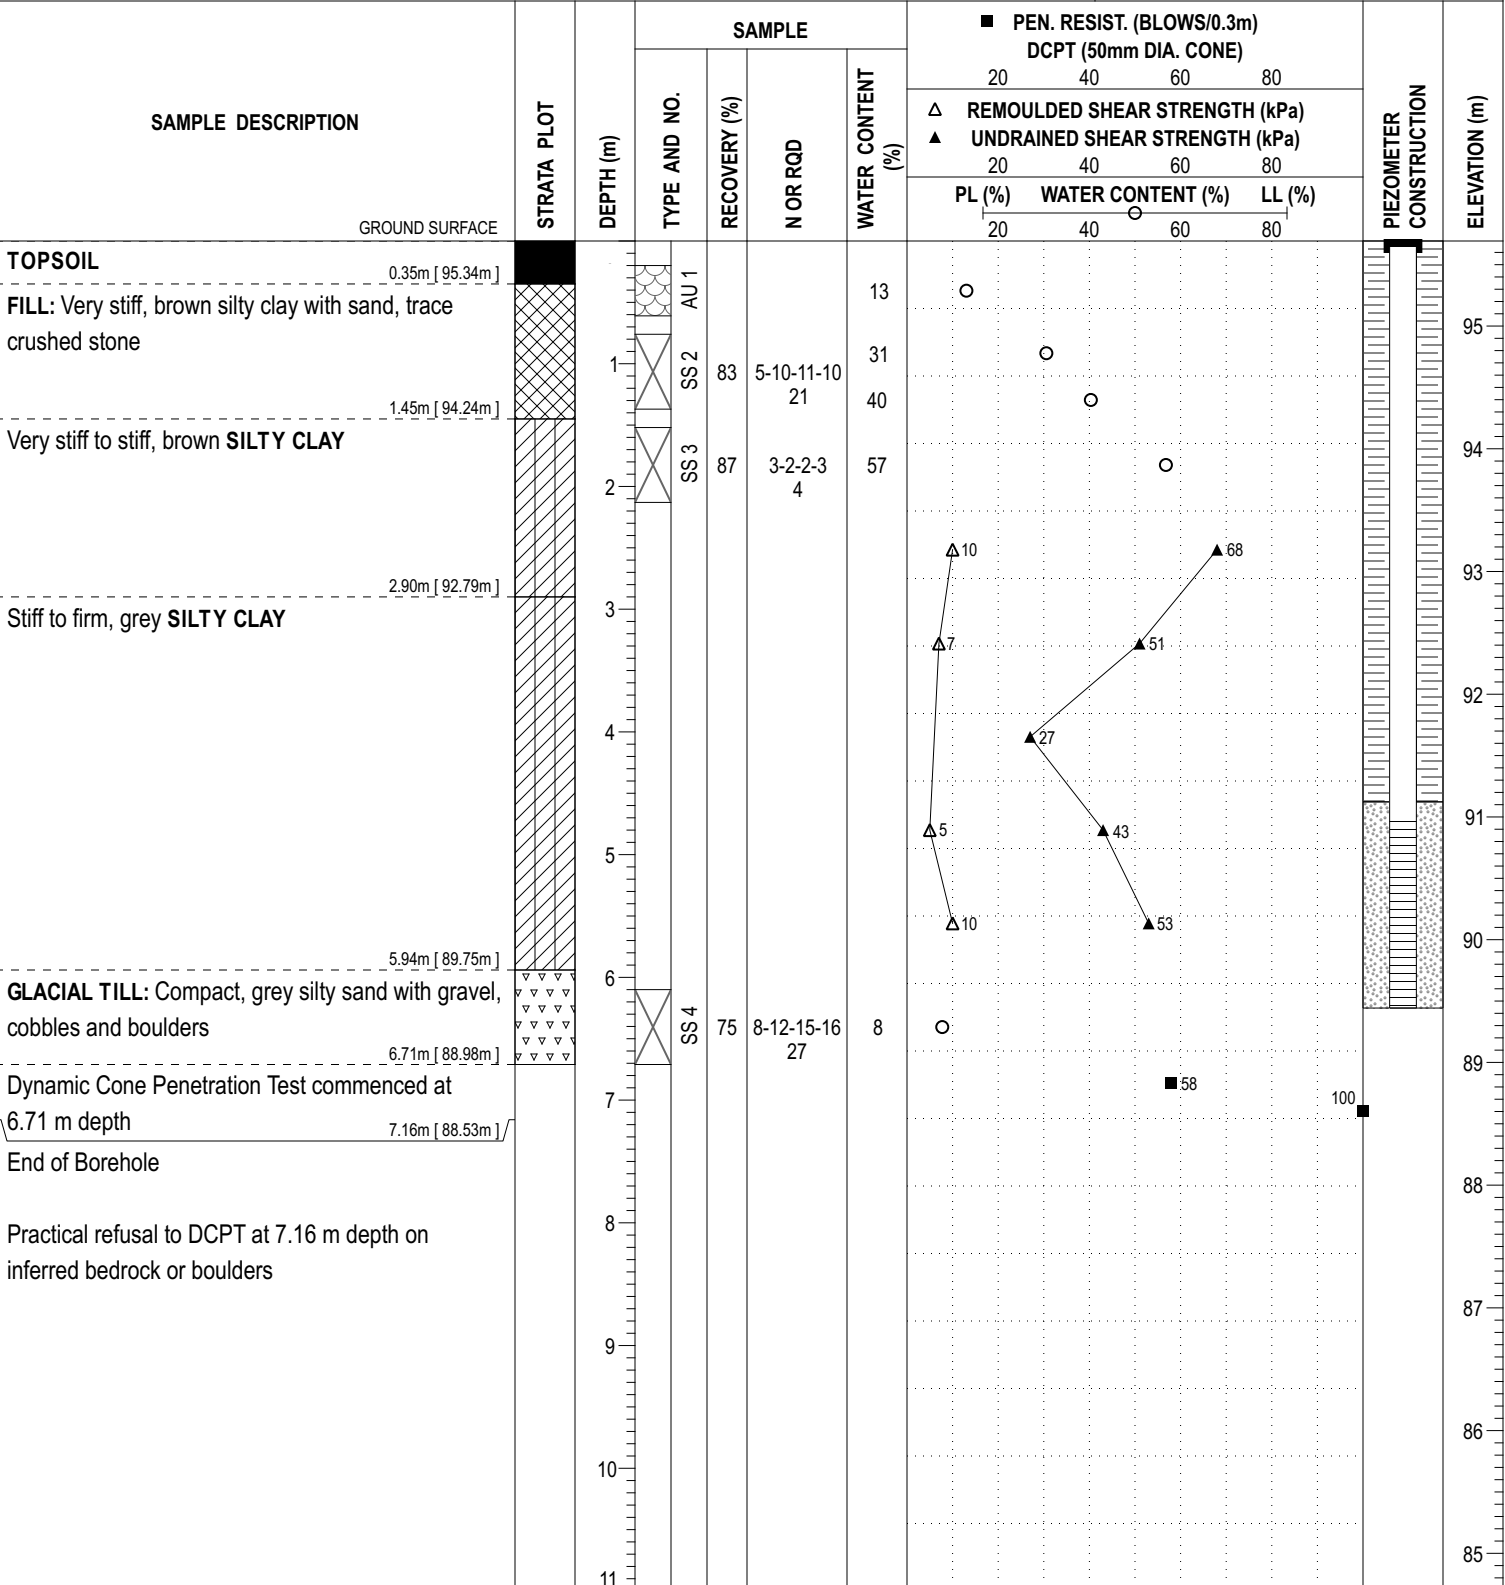 SAMPLE DESCRIPTION
GROUND SURFACE
STRATA PLOT
DEPTH (m)
SAMPLE
TYPE AND NO.
RECOVERY (%)
N OR RQD
WATER CONTENT
(%)
■ PEN. RESIST. (BLOWS/0.3m)
DCPT (50mm DIA. CONE)
20 40 60 80
△ REMOULDED SHEAR STRENGTH (kPa)
▲ UNDRAINED SHEAR STRENGTH (kPa)
20 40 60 80
PL (%) WATER CONTENT (%) LL (%)
20 40 60 80
PIEZOMETER
CONSTRUCTION
ELEVATION (m)
TOPSOIL
0.35m [ 95.34m ]
FILL: Very stiff, brown silty clay with sand, trace
crushed stone
1.45m [ 94.24m ]
Very stiff to stiff, brown SILTY CLAY
2.90m [ 92.79m ]
Stiff to firm, grey SILTY CLAY
5.94m [ 89.75m ]
GLACIAL TILL: Compact, grey silty sand with gravel,
cobbles and boulders
6.71m [ 88.98m ]
Dynamic Cone Penetration Test commenced at
6.71 m depth
7.16m [ 88.53m ]
End of Borehole
Practical refusal to DCPT at 7.16 m depth on
inferred bedrock or boulders
1
2
3
4
5
6
7
8
9
10
11
AU 1
13
SS 2
83
5-10-11-10
21
31
40
SS 3
87
3-2-2-3
4
57
SS 4
75
8-12-15-16
27
8
10
68
7
51
27
5
43
10
53
58
100
95
94
93
92
91
90
89
88
87
86
85